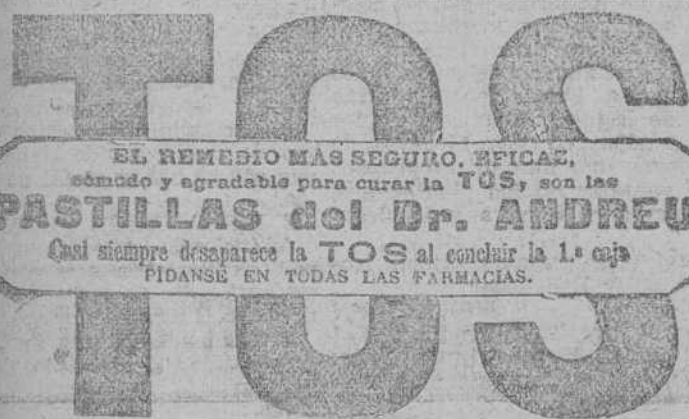 TOS
EL REMEDIO MÁS SEGURO, EFICAZ,
cómodo y agradable para curar la TOS, son las
PASTILLAS del Dr. ANDREU
Casi siempre desaparece la TOS al concluir la 1.ª caja
PÍDANSE EN TODAS LAS FARMACIAS.